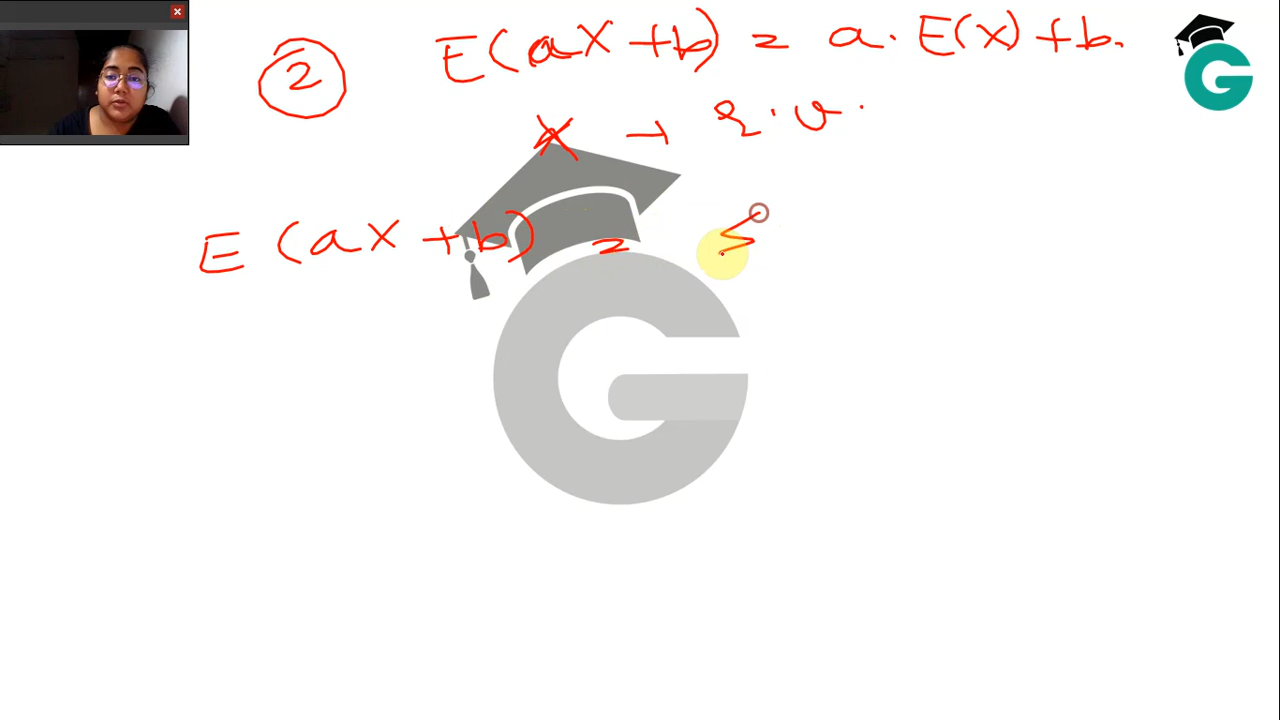 ② E(aX+b) = a. E(X)+b.
X → r.v.
E (aX+b) = Σ